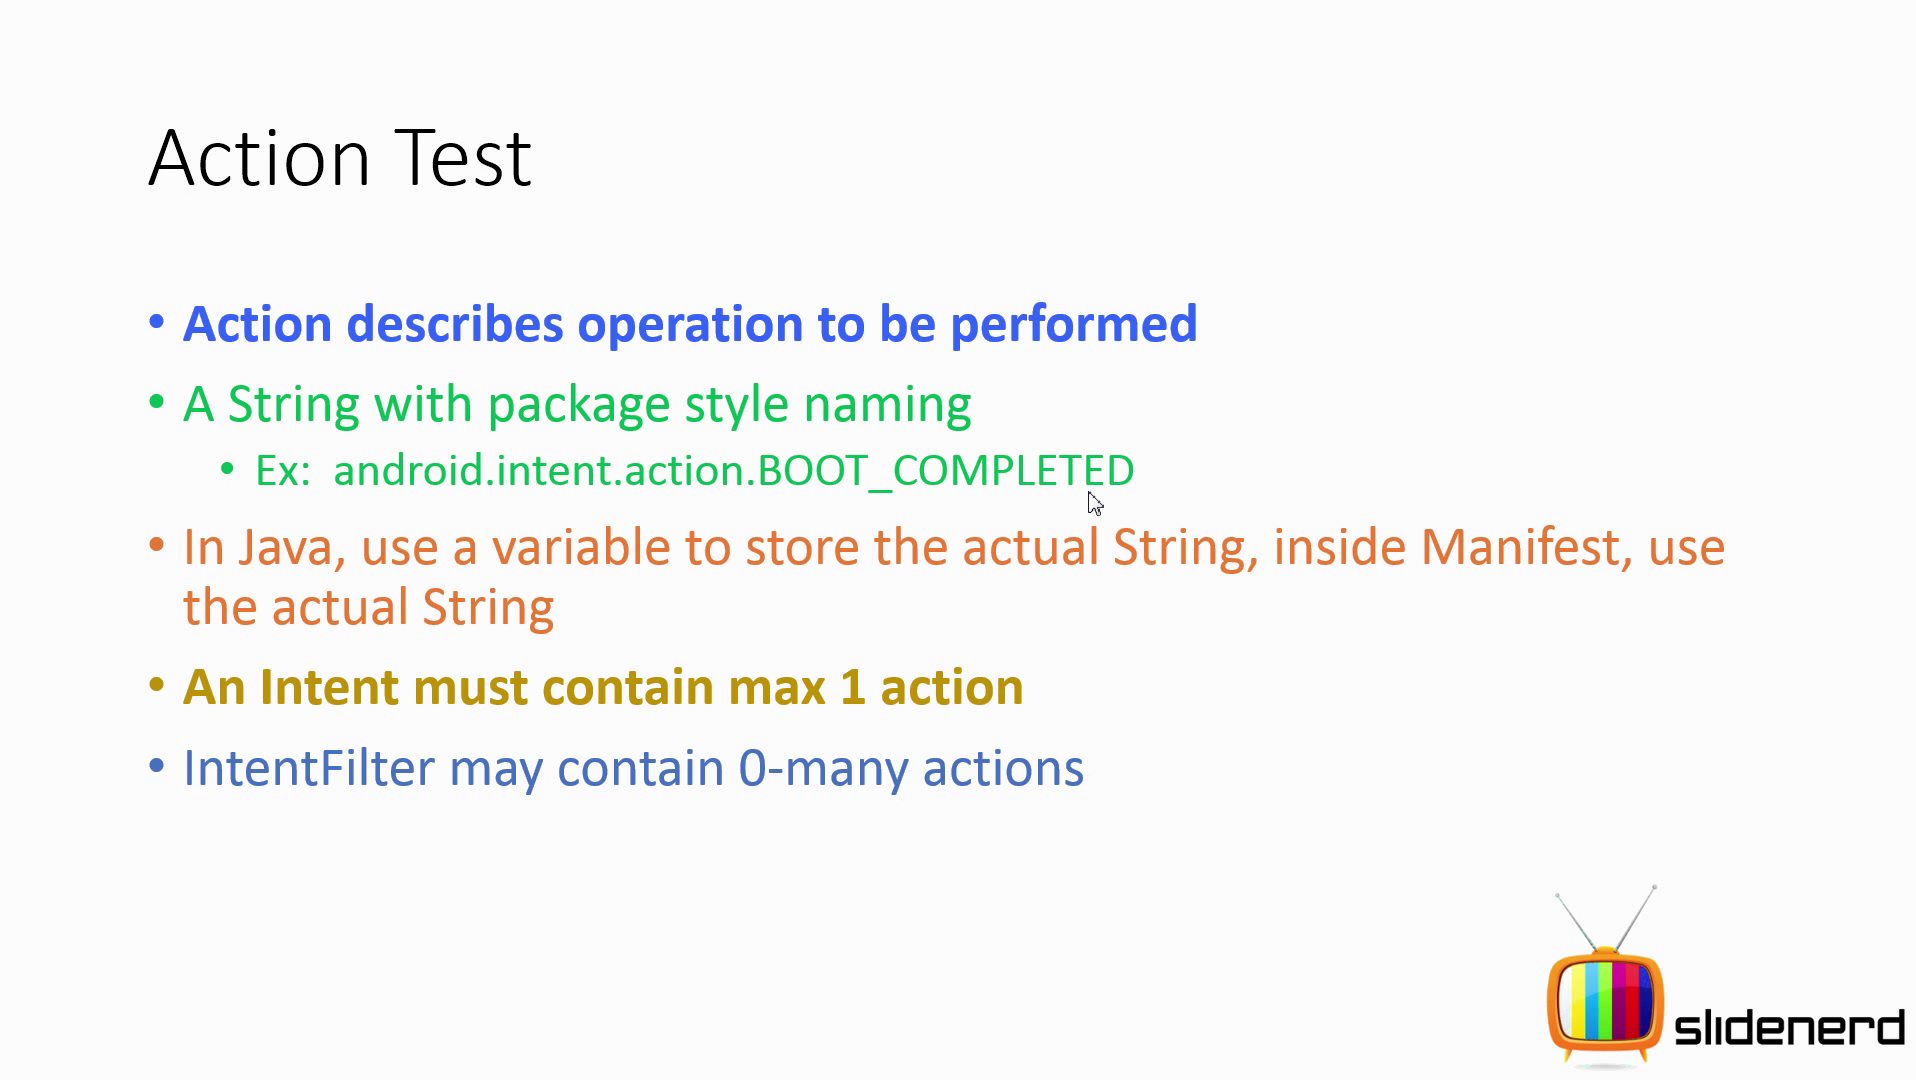 Action Test
• Action describes operation to be performed
• A String with package style naming
• Ex:  android.intent.action.BOOT_COMPLETED
• In Java, use a variable to store the actual String, inside Manifest, use
the actual String
• An Intent must contain max 1 action
• IntentFilter may contain 0-many actions
slidenerd